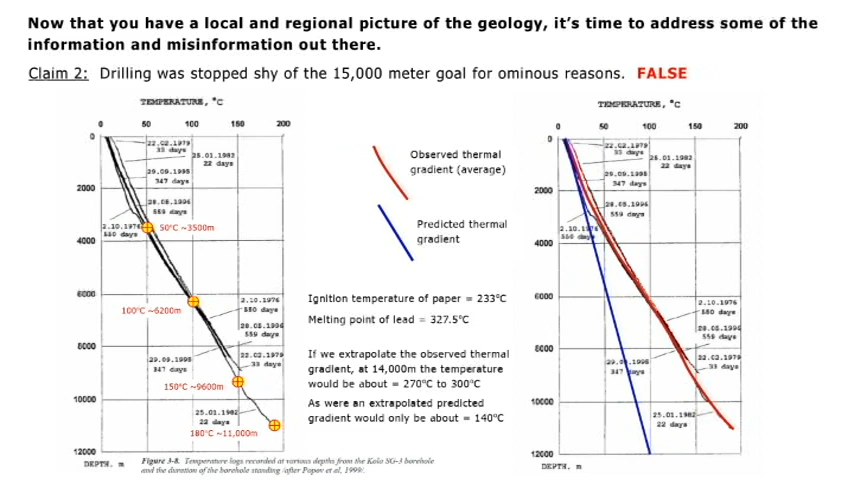 Now that you have a local and regional picture of the geology, it's time to address some of the
information and misinformation out there.
Claim 2: Drilling was stopped shy of the 15,000 meter goal for ominous reasons. FALSE
TEMPERATURE, °C
0 50 100 150 200
0
22.02.1979
33 days
25.01.1982
22 days
29.09.1995
347 days
2000
28.08.1996
559 days
2.10.1976
550 days
50°C ~3500m
4000
6000
100°C ~6200m
2.10.1976
580 days
28.08.1996
559 days
8000
29.09.1995
347 days
22.02.1979
33 days
150°C ~9600m
10000
25.01.1982
22 days
180°C ~11,000m
12000
DEPTH, m
Figure 3-8. Temperature logs recorded at various depths from the Kola SG-3 borehole
and the duration of the borehole standing (after Popov et al, 1999).
Observed thermal
gradient (average)
Predicted thermal
gradient
Ignition temperature of paper = 233°C
Melting point of lead = 327.5°C
If we extrapolate the observed thermal
gradient, at 14,000m the temperature
would be about = 270°C to 300°C
As were an extrapolated predicted
gradient would only be about = 140°C
TEMPERATURE, °C
0 50 100 150 200
0
22.02.1979
33 days
25.01.1982
22 days
29.09.1995
347 days
2000
28.08.1996
559 days
2.10.1976
days
4000
6000
2.10.1976
580 days
28.08.1996
559 days
8000
347 days
22.02.1979
33 days
10000
25.01.1982
22 days
12000
DEPTH, m